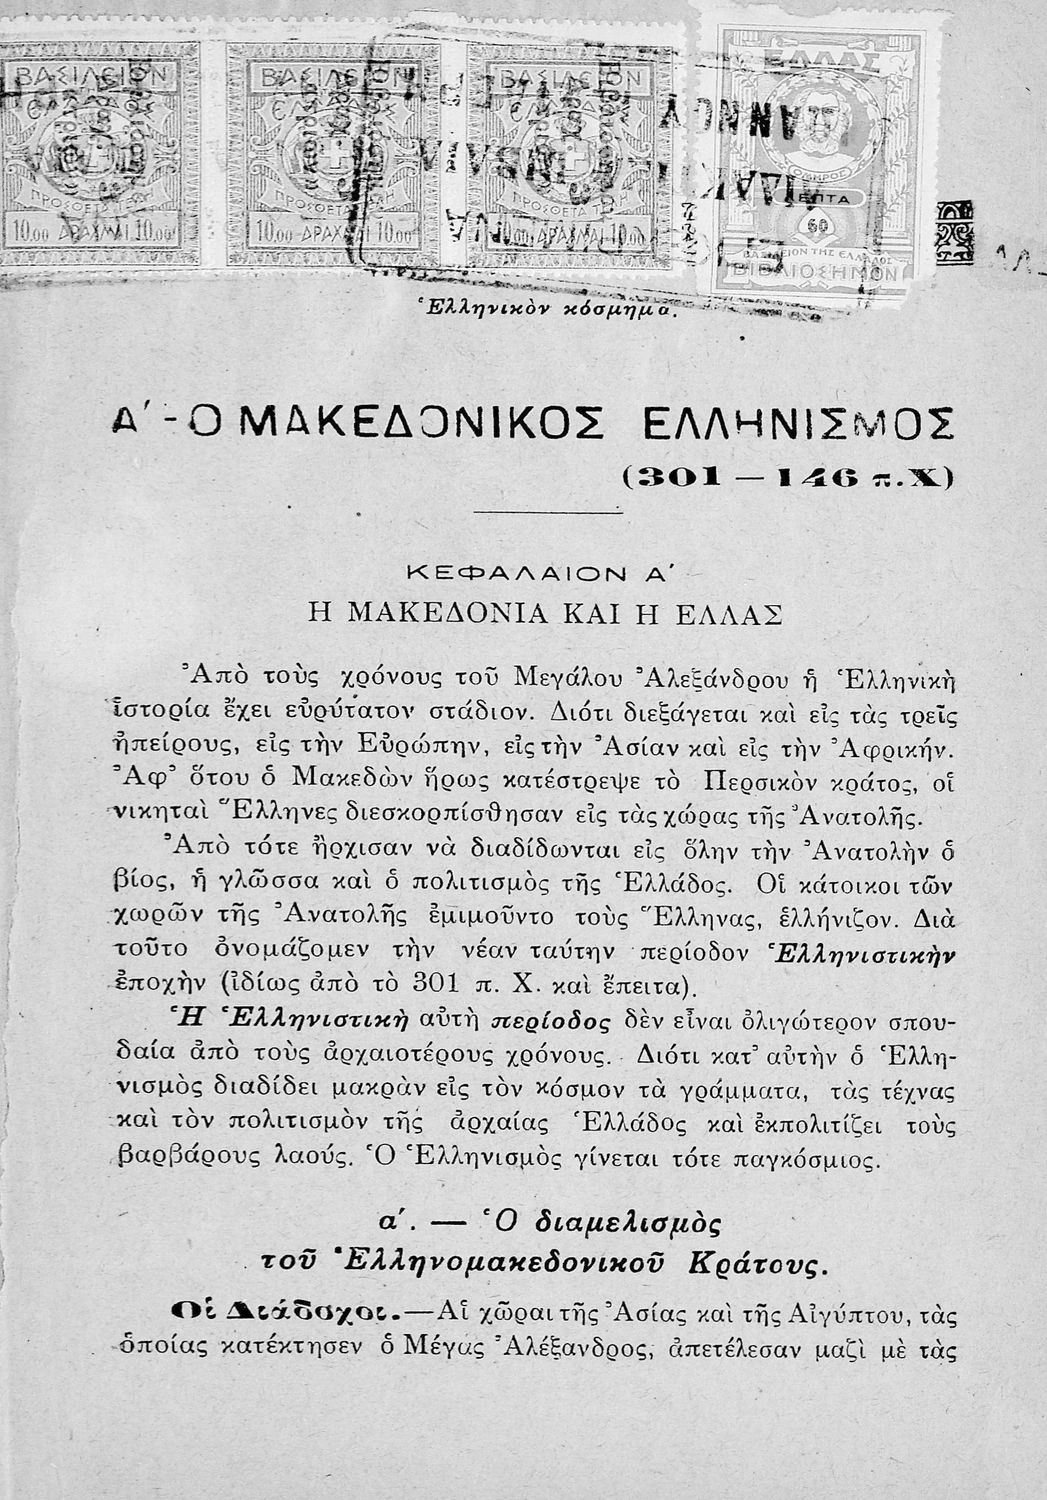 ΒΑΣΙΛΕΙΟΝ ΒΑΣΙΛΕΙΟΝ ΒΑΣΙΛΕΙΟΝ ΕΛΛΑΣ
ΕΛΛΑΔΟΣ
ΟΜΗΡΟΣ
ΠΡΟΣΘΕΤΑ ΤΕΛΗ ΠΡΟΣΘΕΤΑ ΠΡΟΣΘΕΤΑ ΤΕΛΗ ΛΕΠΤΑ
10.00 ΔΡΑΧΜΑΙ 10.00 10.00 ΔΡΑΧΜΑΙ 10.00 10.00 ΔΡΑΧΜΑΙ 10.00 60
ΒΑΣΙΛΕΙΟΝ ΤΗΣ ΕΛΛΑΔΟΣ
ΒΙΒΛΙΟΣΗΜΟΝ
Ἑλληνικὸν κόσμημα.
Α΄-Ο ΜΑΚΕΔΟΝΙΚΟΣ ΕΛΛΗΝΙΣΜΟΣ
(301 — 146 π.Χ)
ΚΕΦΑΛΑΙΟΝ Α΄
Η ΜΑΚΕΔΟΝΙΑ ΚΑΙ Η ΕΛΛΑΣ
Ἀπὸ τοὺς χρόνους τοῦ Μεγάλου Ἀλεξάνδρου ἡ Ἑλληνικὴ
ἱστορία ἔχει εὐρύτατον στάδιον. Διότι διεξάγεται καὶ εἰς τὰς τρεῖς
ἠπείρους, εἰς τὴν Εὐρώπην, εἰς τὴν Ἀσίαν καὶ εἰς τὴν Ἀφρικήν.
Ἀφ᾽ ὅτου ὁ Μακεδὼν ἥρως κατέστρεψε τὸ Περσικὸν κράτος, οἱ
νικηταὶ Ἕλληνες διεσκορπίσθησαν εἰς τὰς χώρας τῆς Ἀνατολῆς.
Ἀπὸ τότε ἤρχισαν νὰ διαδίδωνται εἰς ὅλην τὴν Ἀνατολὴν ὁ
βίος, ἡ γλῶσσα καὶ ὁ πολιτισμὸς τῆς Ἑλλάδος. Οἱ κάτοικοι τῶν
χωρῶν τῆς Ἀνατολῆς ἐμιμοῦντο τοὺς Ἕλληνας, ἑλλήνιζον. Διὰ
τοῦτο ὀνομάζομεν τὴν νέαν ταύτην περίοδον Ἑλληνιστικὴν
ἐποχὴν (ἰδίως ἀπὸ τὸ 301 π. Χ. καὶ ἔπειτα).
Ἡ Ἑλληνιστικὴ αὐτὴ περίοδος δὲν εἶναι ὀλιγώτερον σπου-
δαία ἀπὸ τοὺς ἀρχαιοτέρους χρόνους. Διότι κατ᾽ αὐτὴν ὁ Ἑλλη-
νισμὸς διαδίδει μακρὰν εἰς τὸν κόσμον τὰ γράμματα, τὰς τέχνας
καὶ τὸν πολιτισμὸν τῆς ἀρχαίας Ἑλλάδος καὶ ἐκπολιτίζει τοὺς
βαρβάρους λαούς. Ὁ Ἑλληνισμὸς γίνεται τότε παγκόσμιος.
α΄. — Ὁ διαμελισμὸς
τοῦ Ἑλληνομακεδονικοῦ Κράτους.
Οἱ Διάδοχοι.—Αἱ χῶραι τῆς Ἀσίας καὶ τῆς Αἰγύπτου, τὰς
ὁποίας κατέκτησεν ὁ Μέγας Ἀλέξανδρος, ἀπετέλεσαν μαζὶ μὲ τὰς